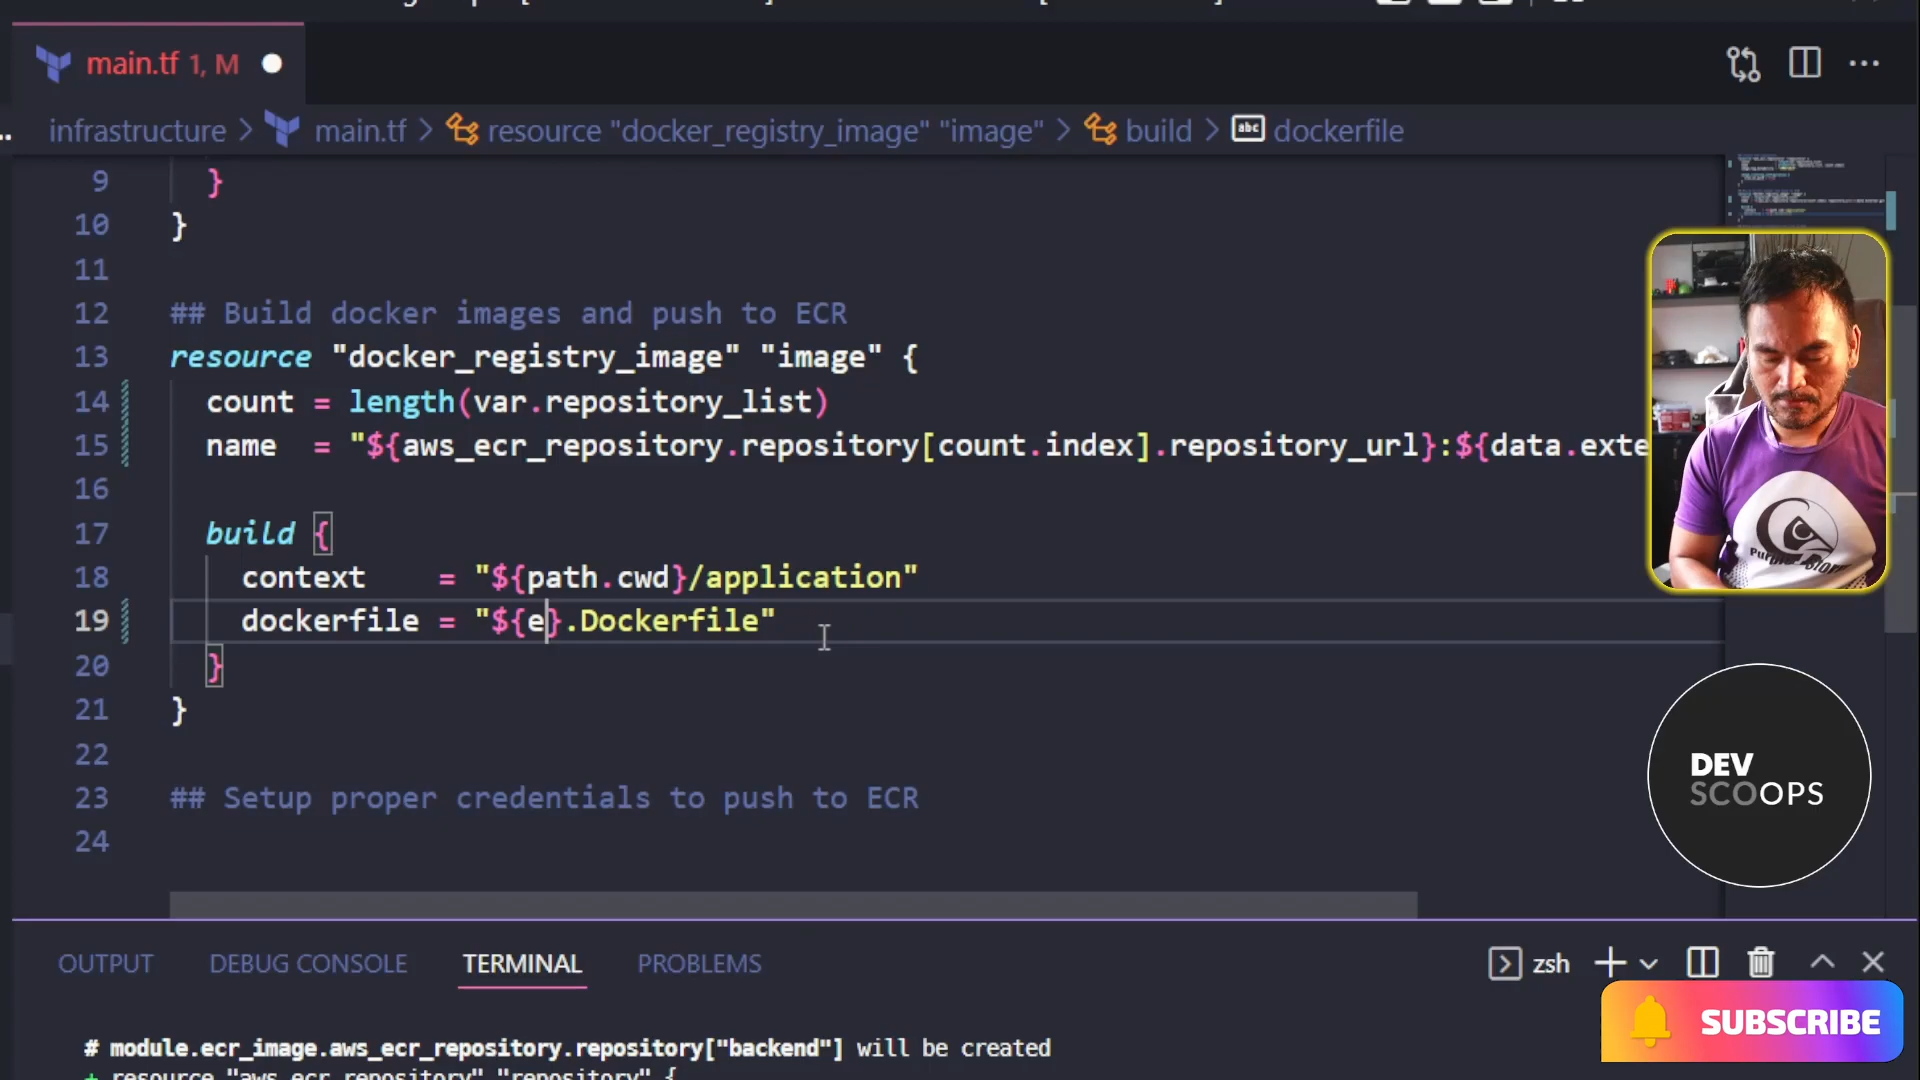 main.tf 1, M
infrastructure > main.tf > resource "docker_registry_image" "image" > build > dockerfile
9 }
10 }
11
12 ## Build docker images and push to ECR
13 resource "docker_registry_image" "image" {
14 count = length(var.repository_list)
15 name = "${aws_ecr_repository.repository[count.index].repository_url}:${data.exte
16
17 build {
18 context = "${path.cwd}/application"
19 dockerfile = "${e}.Dockerfile"
20 }
21 }
22
23 ## Setup proper credentials to push to ECR
24
DEV
SCOOPS
OUTPUT DEBUG CONSOLE TERMINAL PROBLEMS zsh
SUBSCRIBE
# module.ecr_image.aws_ecr_repository.repository["backend"] will be created
+ resource "aws_ecr_repository" "repository" {